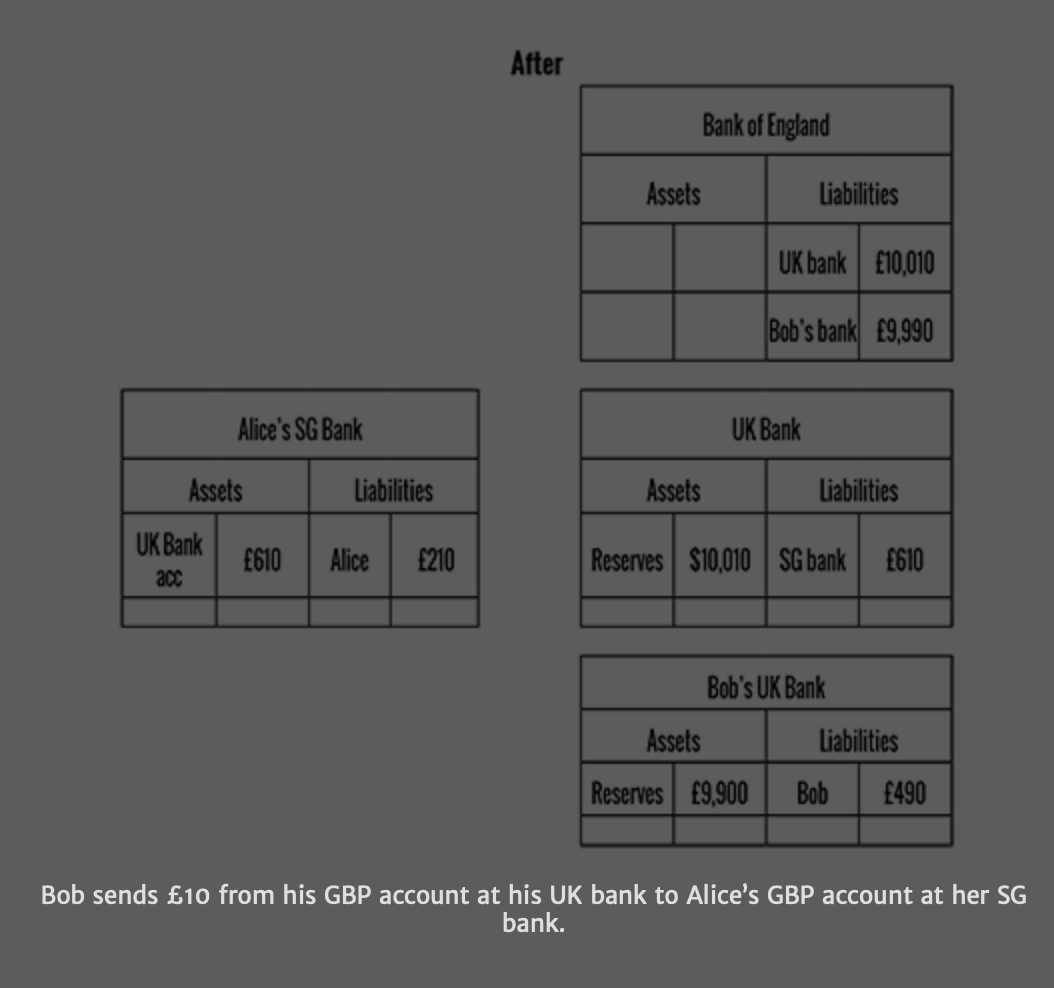 After
Bank of England
Assets Liabilities
UK bank £10,010
Bob's bank £9,990
Alice's SG Bank
Assets Liabilities
UK Bank
acc £610 Alice £210
UK Bank
Assets Liabilities
Reserves $10,010 SG bank £610
Bob's UK Bank
Assets Liabilities
Reserves £9,900 Bob £490
Bob sends £10 from his GBP account at his UK bank to Alice’s GBP account at her SG
bank.